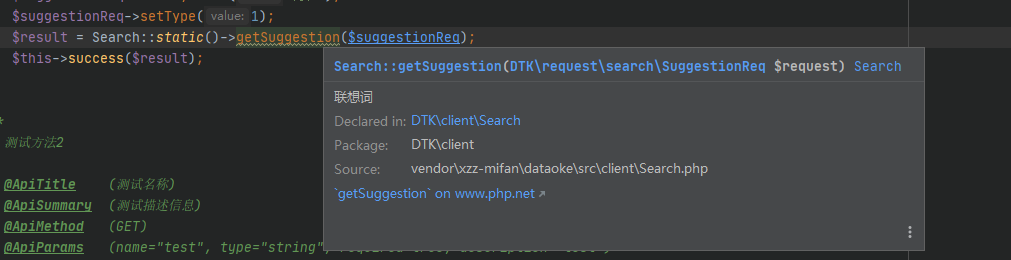 $suggestionReq->setType( value: 1);
$result = Search::static()->getSuggestion($suggestionReq);
$this->success($result);
Search::getSuggestion(DTK\request\search\SuggestionReq $request) Search
联想词
Declared in: DTK\client\Search
Package: DTK\client
Source: vendor\xzz-mifan\dataoke\src\client\Search.php
`getSuggestion` on www.php.net
*
测试方法2
@ApiTitle (测试名称)
@ApiSummary (测试描述信息)
@ApiMethod (GET)
@ApiParams (name="test", type="string",